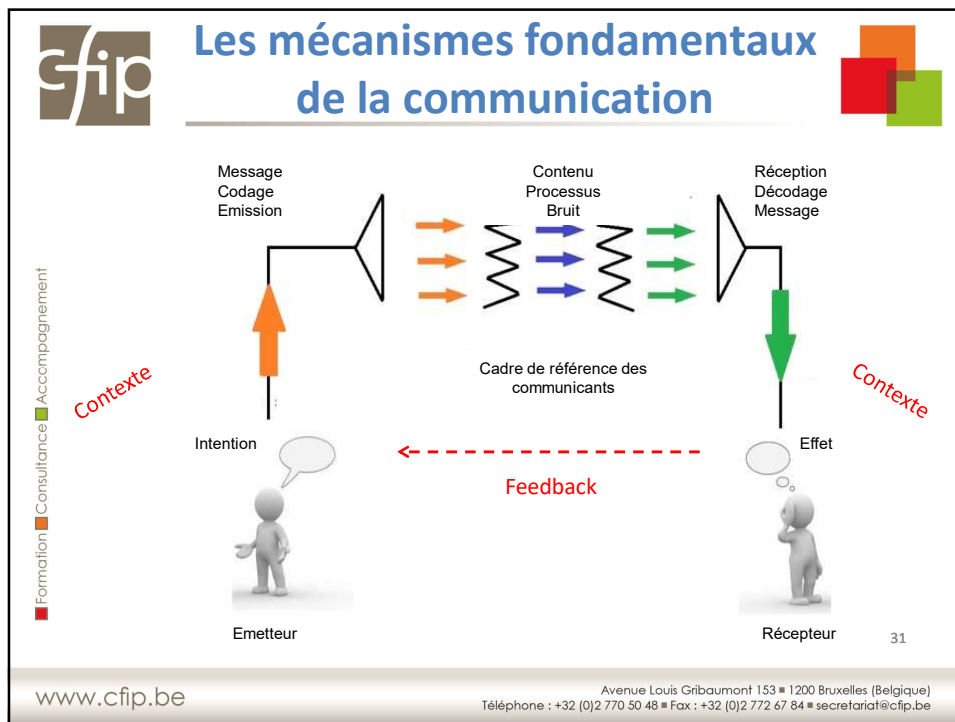 cfip
Les mécanismes fondamentaux
de la communication
Message
Codage
Emission
Contenu
Processus
Bruit
Réception
Décodage
Message
Cadre de référence des
communicants
Contexte
Contexte
Intention
Effet
Feedback
Emetteur
Récepteur
31
Formation Consultance Accompagnement
www.cfip.be
Avenue Louis Gribaumont 153 ■ 1200 Bruxelles (Belgique)
Téléphone : +32 (0)2 770 50 48 ■ Fax : +32 (0)2 772 67 84 ■ secretariat@cfip.be